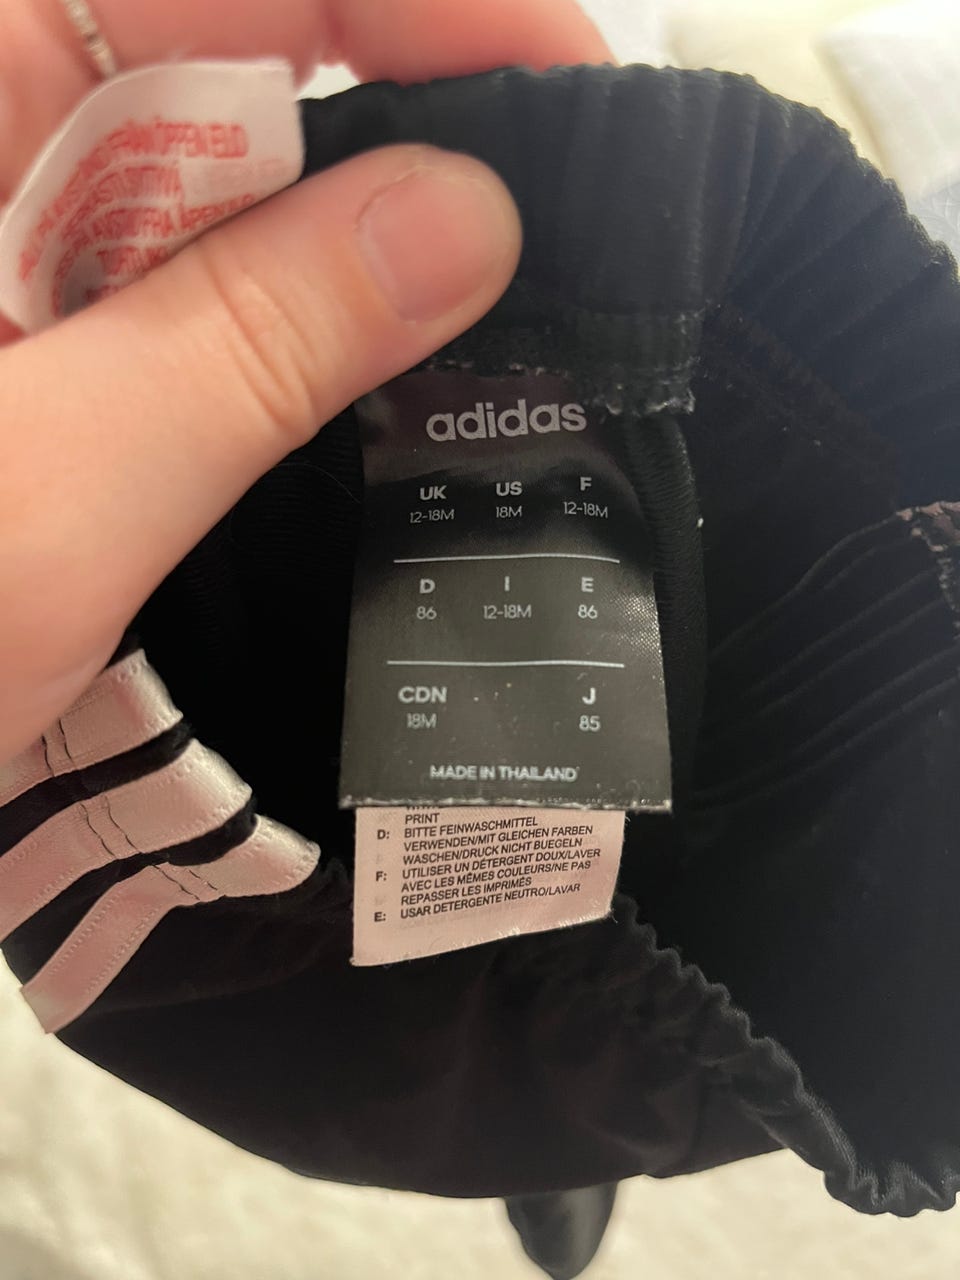 adidas
UK US F
12-18M 18M 12-18M
D I E
86 12-18M 86
CDN J
18M 85
MADE IN THAILAND
PRINT
D: BITTE FEINWASCHMITTEL
VERWENDEN/MIT GLEICHEN FARBEN
WASCHEN/DRUCK NICHT BUEGELN
F: UTILISER UN DÉTERGENT DOUX/LAVER
AVEC LES MÊMES COULEURS/NE PAS
REPASSER LES IMPRIMÉS
E: USAR DETERGENTE NEUTRO/LAVAR